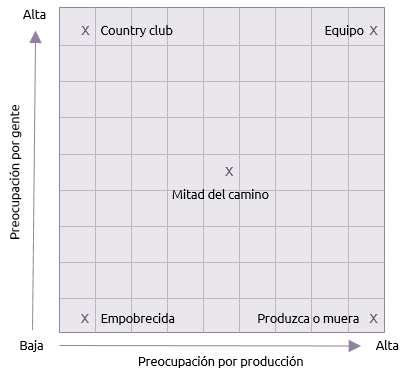 Alta
X Country club
Equipo X
Preocupación por gente
X
Mitad del camino
X Empobrecida
Produzca o muera X
Baja
Alta
Preocupación por producción